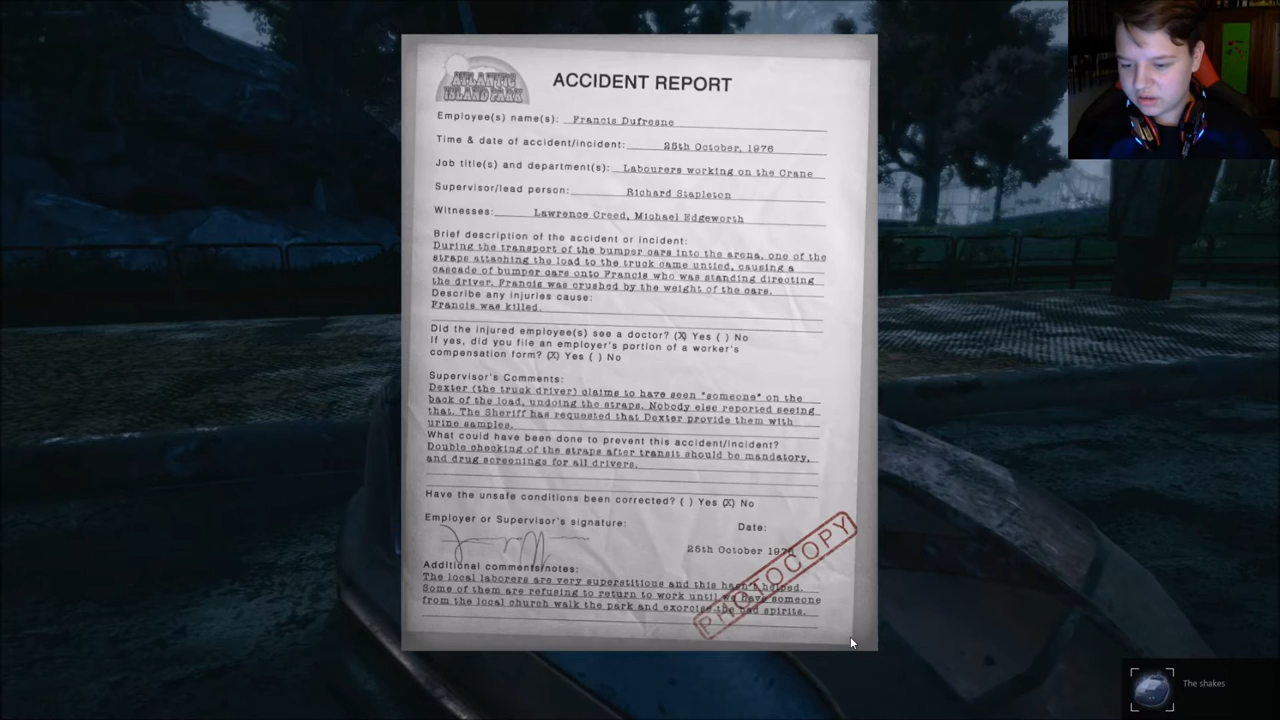 ATLANTIC
ISLAND PARK
ACCIDENT REPORT
Employee(s) name(s): Francis Dufresne
Time & date of accident/incident: 25th October, 1976
Job title(s) and department(s): Labourers working on the Crane
Supervisor/lead person: Richard Stapleton
Witnesses: Lawrence Creed, Michael Edgeworth
Brief description of the accident or incident:
During the transport of the bumper cars into the arena, one of the
straps attaching the load to the truck came untied, causing a
cascade of bumper cars onto Francis who was standing directing
the driver. Francis was crushed by the weight of the cars.
Describe any injuries cause:
Francis was killed.
Did the injured employee(s) see a doctor? (X) Yes ( ) No
If yes, did you file an employer's portion of a worker's
compensation form? (X) Yes ( ) No
Supervisor's Comments:
Dexter (the truck driver) claims to have seen "someone" on the
back of the load, undoing the straps. Nobody else reported seeing
that. The Sheriff has requested that Dexter provide them with
urine samples.
What could have been done to prevent this accident/incident?
Double checking of the straps after transit should be mandatory,
and drug screenings for all drivers.
Have the unsafe conditions been corrected? ( ) Yes (X) No
Employer or Supervisor's signature:
Date:
25th October 1976
Additional comments/notes:
The local laborers are very superstitious and this hasn't helped.
Some of them are refusing to return to work until we have someone
from the local church walk the park and exorcise the bad spirits.
PHOTOCOPY
The shakes